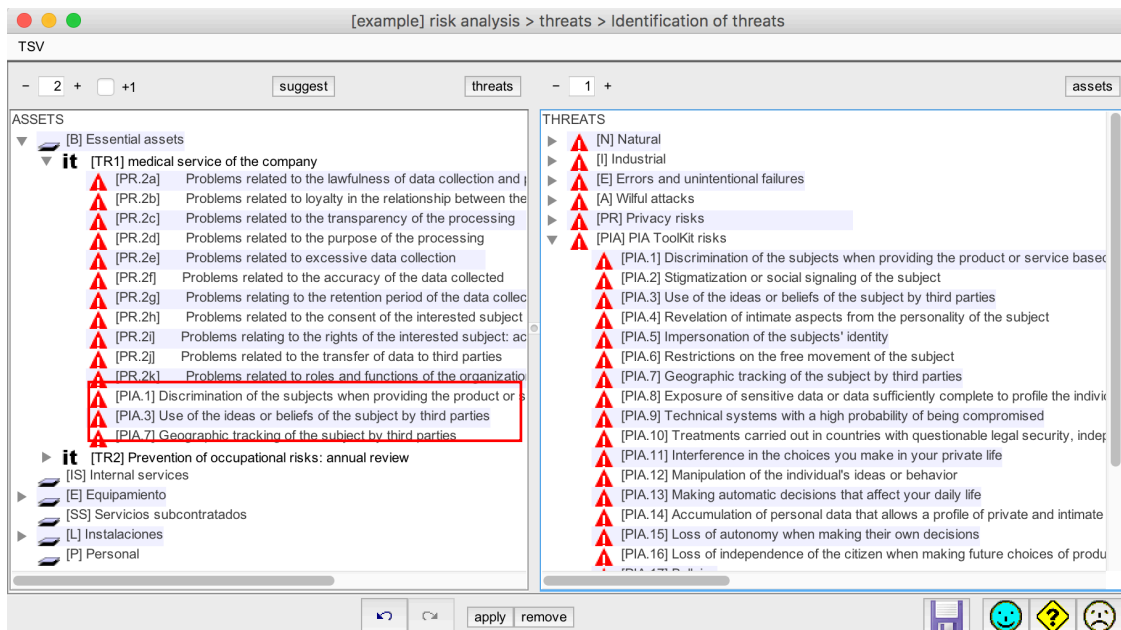 [example] risk analysis > threats > Identification of threats
TSV
- 2 + +1 suggest threats
- 1 + assets
ASSETS
[B] Essential assets
it [TR1] medical service of the company
[PR.2a] Problems related to the lawfulness of data collection and
[PR.2b] Problems related to loyalty in the relationship between the
[PR.2c] Problems related to the transparency of the processing
[PR.2d] Problems related to the purpose of the processing
[PR.2e] Problems related to excessive data collection
[PR.2f] Problems related to the accuracy of the data collected
[PR.2g] Problems relating to the retention period of the data collec
[PR.2h] Problems related to the consent of the interested subject
[PR.2i] Problems relating to the rights of the interested subject: ac
[PR.2j] Problems related to the transfer of data to third parties
[PR.2k] Problems related to roles and functions of the organizatio
[PIA.1] Discrimination of the subjects when providing the product or s
[PIA.3] Use of the ideas or beliefs of the subject by third parties
[PIA.7] Geographic tracking of the subject by third parties
it [TR2] Prevention of occupational risks: annual review
[IS] Internal services
[E] Equipamiento
[SS] Servicios subcontratados
[L] Instalaciones
[P] Personal
THREATS
[N] Natural
[I] Industrial
[E] Errors and unintentional failures
[A] Wilful attacks
[PR] Privacy risks
[PIA] PIA ToolKit risks
[PIA.1] Discrimination of the subjects when providing the product or service based
[PIA.2] Stigmatization or social signaling of the subject
[PIA.3] Use of the ideas or beliefs of the subject by third parties
[PIA.4] Revelation of intimate aspects from the personality of the subject
[PIA.5] Impersonation of the subjects' identity
[PIA.6] Restrictions on the free movement of the subject
[PIA.7] Geographic tracking of the subject by third parties
[PIA.8] Exposure of sensitive data or data sufficiently complete to profile the indivi
[PIA.9] Technical systems with a high probability of being compromised
[PIA.10] Treatments carried out in countries with questionable legal security, indep
[PIA.11] Interference in the choices you make in your private life
[PIA.12] Manipulation of the individual's ideas or behavior
[PIA.13] Making automatic decisions that affect your daily life
[PIA.14] Accumulation of personal data that allows a profile of private and intimate
[PIA.15] Loss of autonomy when making their own decisions
[PIA.16] Loss of independence of the citizen when making future choices of produ
apply remove